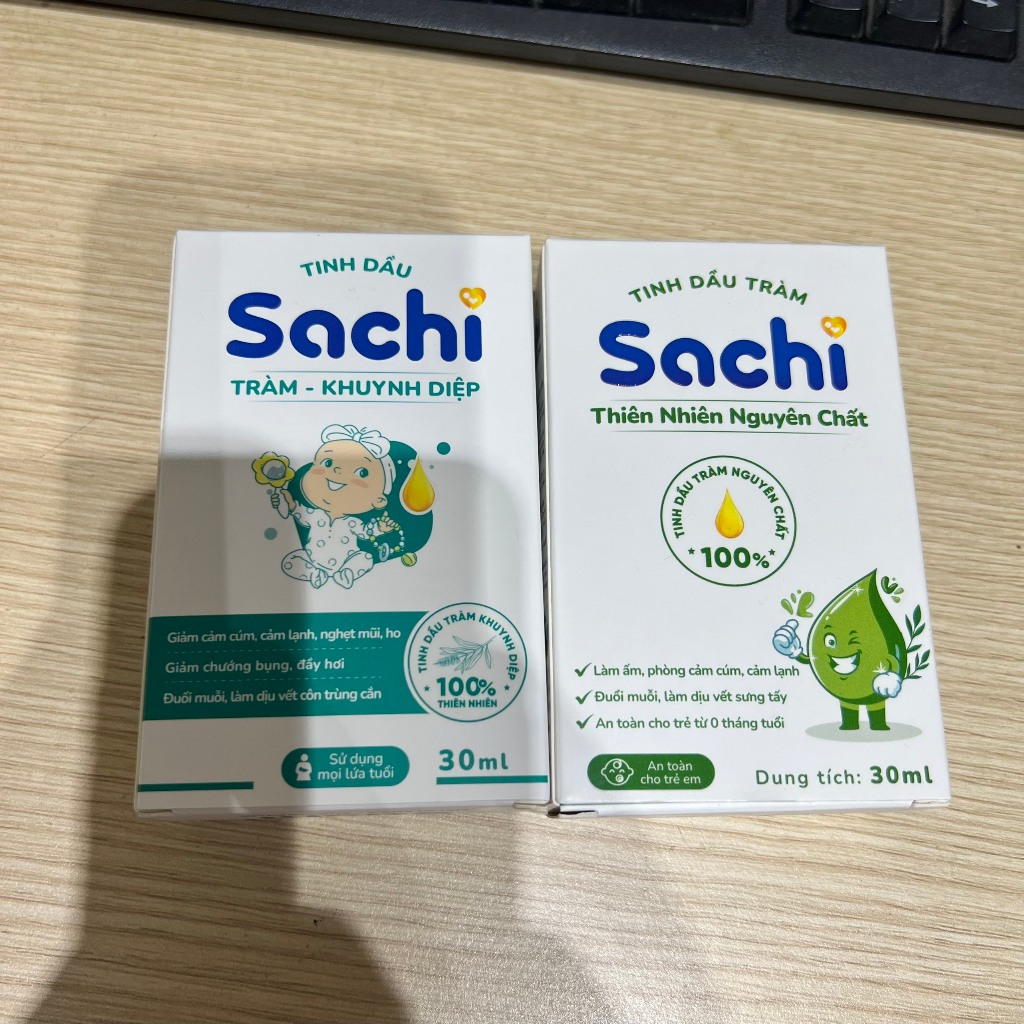 TINH DẦU
Sachi
TRÀM - KHUYNH DIỆP
Giảm cảm cúm, cảm lạnh, nghẹt mũi, ho
Giảm chướng bụng, đầy hơi
Đuổi muỗi, làm dịu vết côn trùng cắn
TINH DẦU TRÀM KHUYNH DIỆP
100%
THIÊN NHIÊN
Sử dụng
mọi lứa tuổi
30ml
TINH DẦU TRÀM
Sachi
Thiên Nhiên Nguyên Chất
TINH DẦU TRÀM NGUYÊN CHẤT
100%
Làm ấm, phòng cảm cúm, cảm lạnh
Đuổi muỗi, làm dịu vết sưng tấy
An toàn cho trẻ từ 0 tháng tuổi
An toàn
cho trẻ em
Dung tích: 30ml